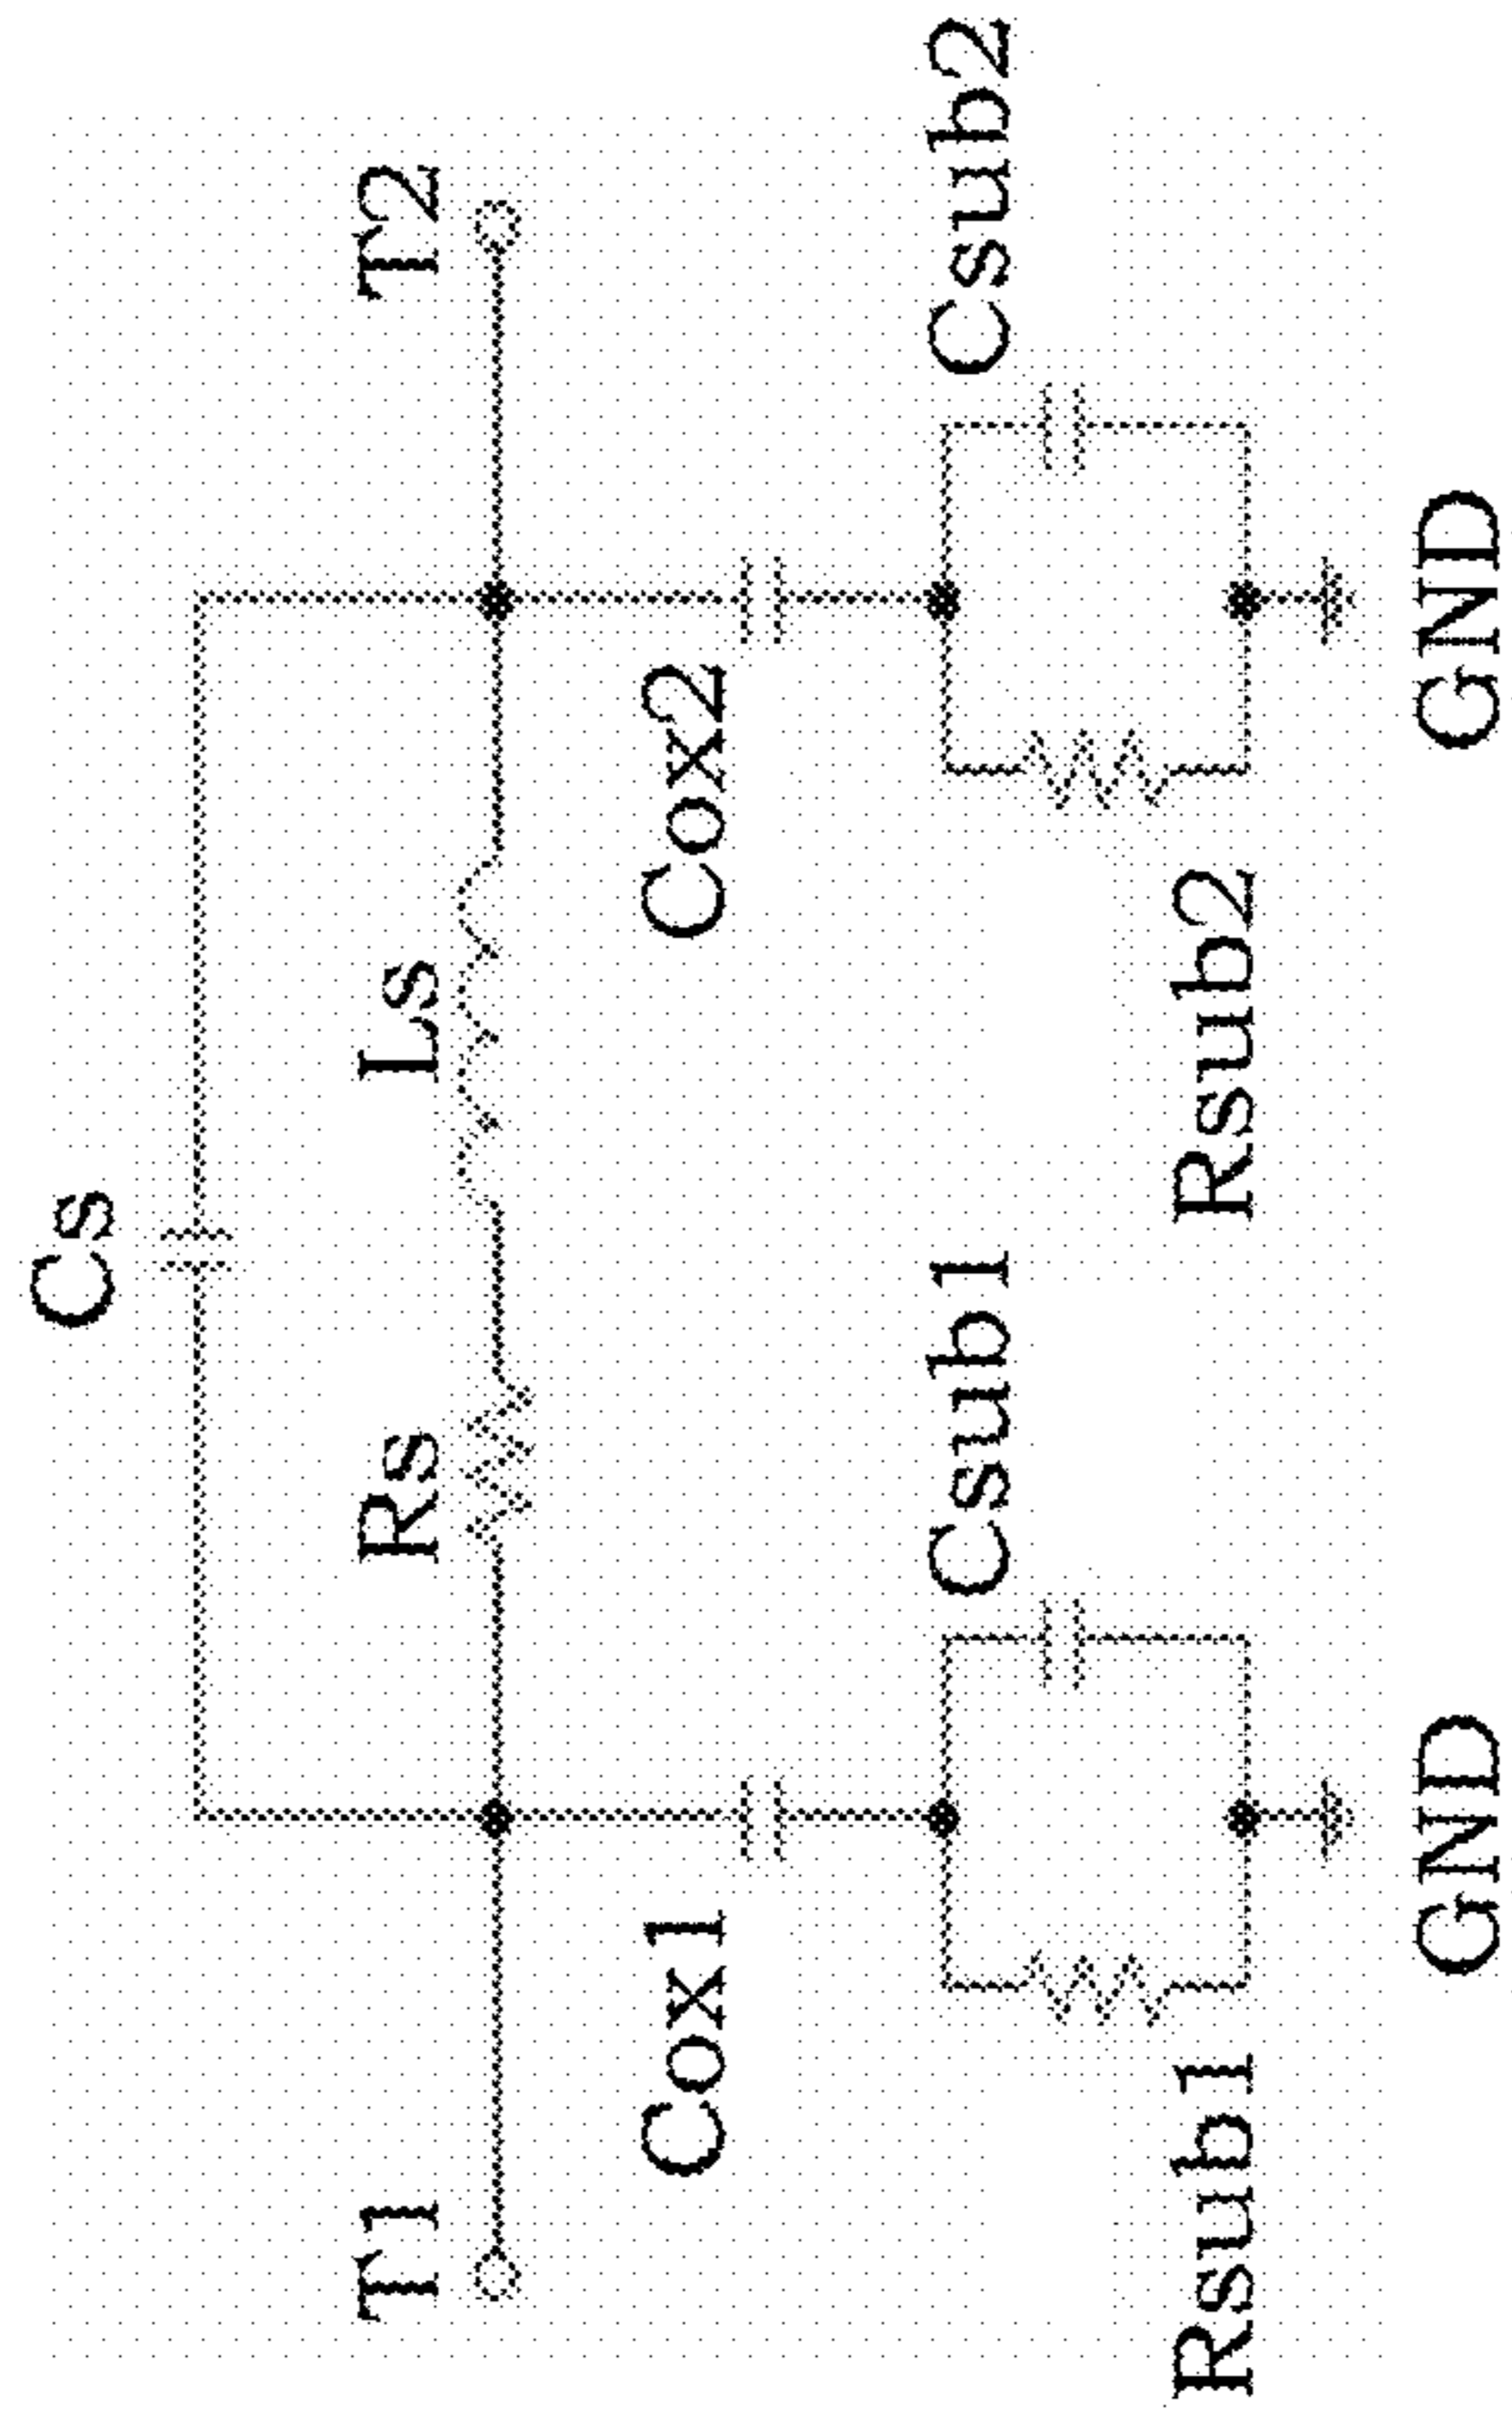 Cs
T1
Rs
Ls
T2
Cox1
Cox2
Csub1
Csub2
Rsub1
Rsub2
GND
GND